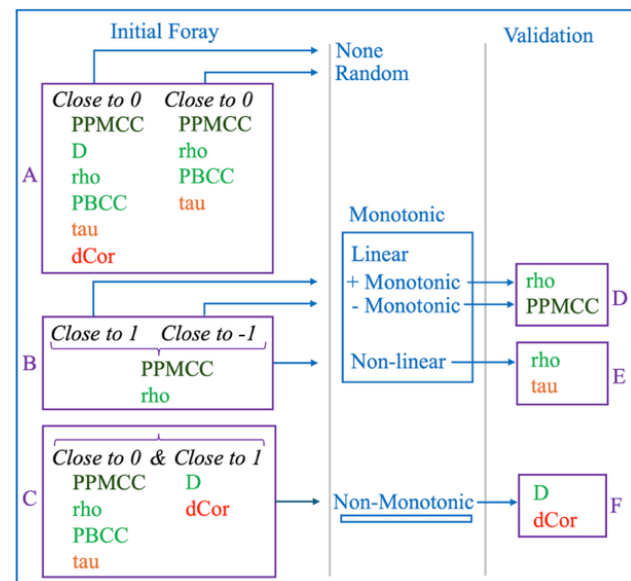 Initial Foray
Validation
None
Random
Close to 0 Close to 0
PPMCC PPMCC
D rho
rho PBCC
PBCC tau
tau
dCor
A
Monotonic
Linear
+ Monotonic
- Monotonic
Non-linear
rho
PPMCC
D
Close to 1 Close to -1
PPMCC
rho
B
rho
tau
E
Close to 0 & Close to 1
PPMCC D
rho dCor
PBCC
tau
C
Non-Monotonic
D
dCor
F